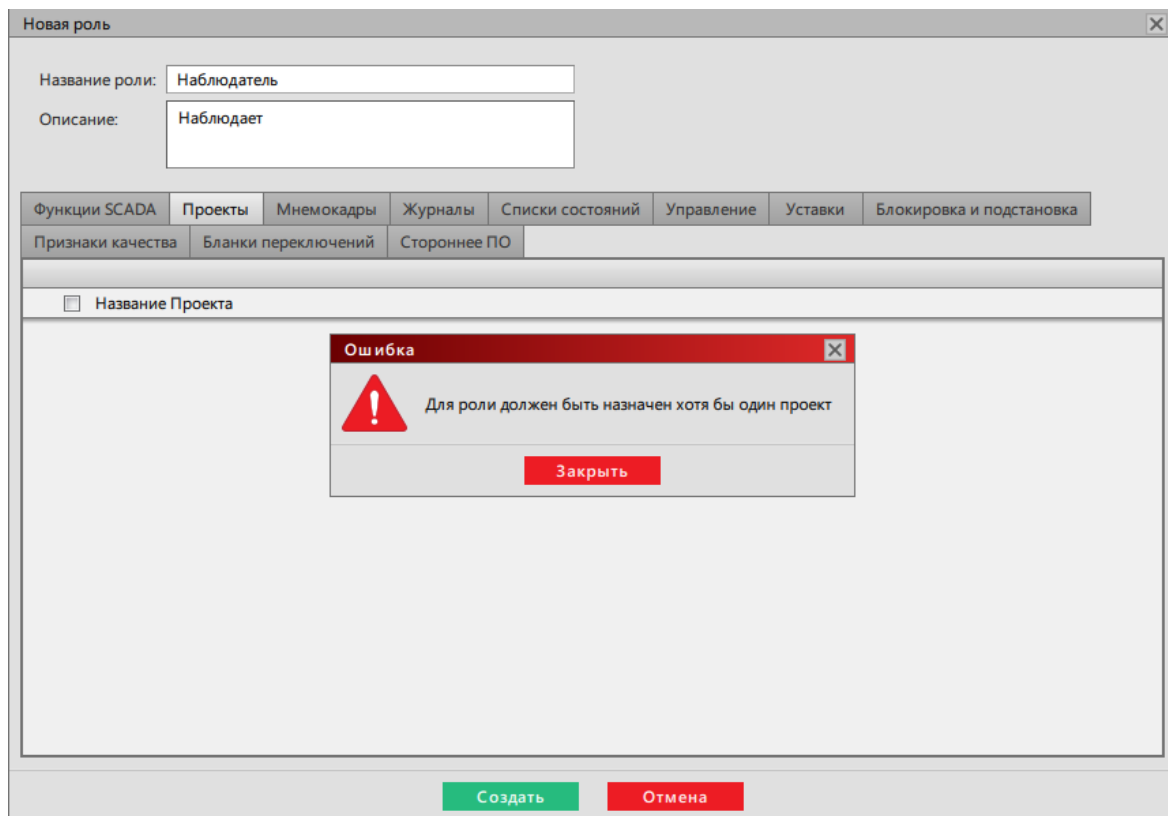 Новая роль
Название роли: Наблюдатель
Описание: Наблюдает
Функции SCADA Проекты Мнемокадры Журналы Списки состояний Управление Уставки Блокировка и подстановка
Признаки качества Бланки переключений Стороннее ПО
Название Проекта
Ошибка
Для роли должен быть назначен хотя бы один проект
Закрыть
Создать Отмена